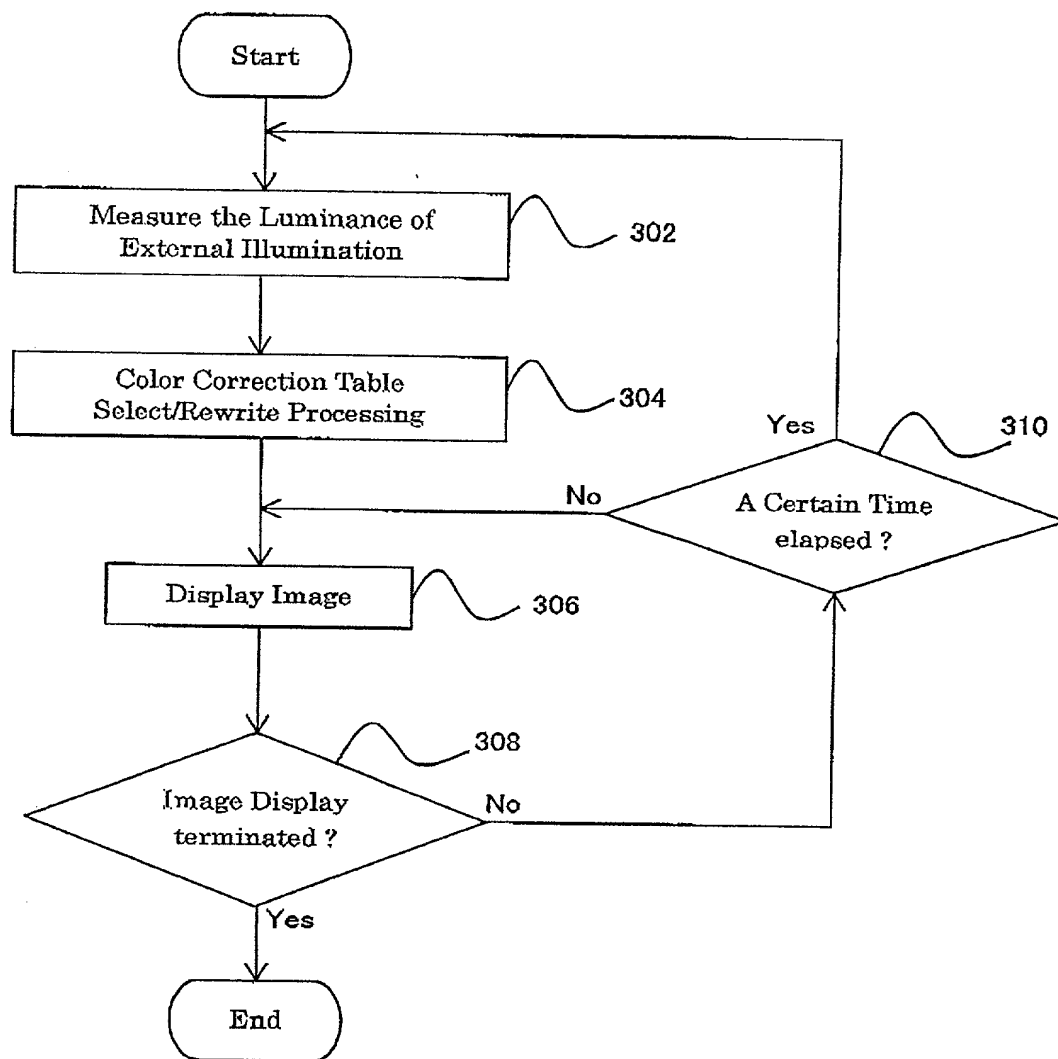 Start
Measure the Luminance of
External Illumination
302
Color Correction Table
Select/Rewrite Processing
304
Yes
310
No
A Certain Time
elapsed ?
Display Image
306
308
Image Display
terminated ?
No
Yes
End